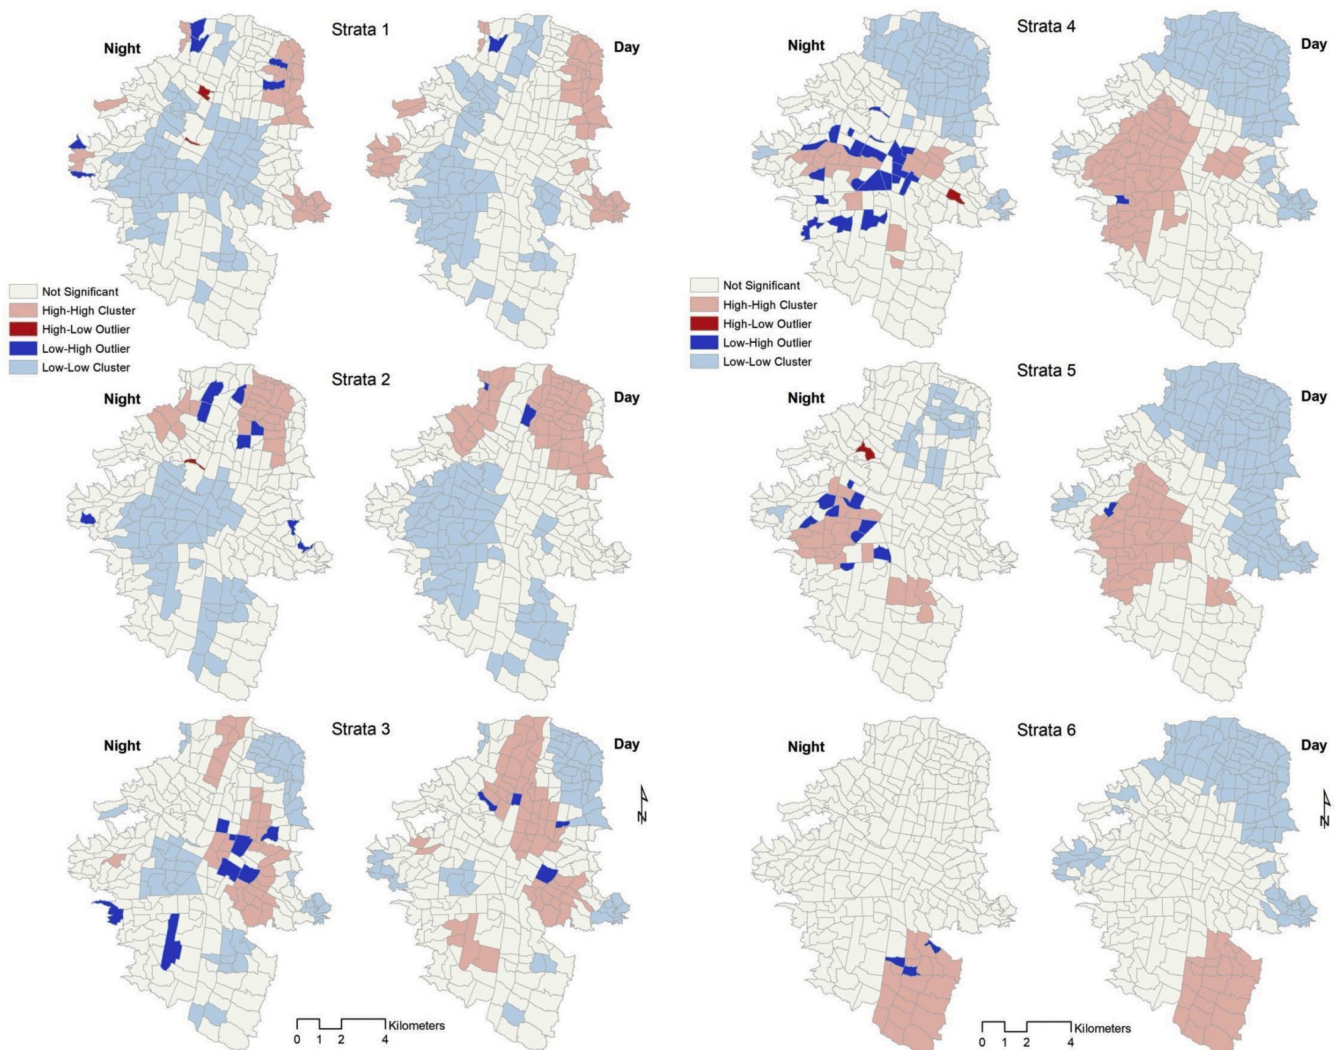 Strata 1
Night
Day
Not Significant
High-High Cluster
High-Low Outlier
Low-High Outlier
Low-Low Cluster
Strata 2
Night
Day
Strata 3
Night
Day
N
Kilometers
0 1 2 4
Strata 4
Night
Day
Not Significant
High-High Cluster
High-Low Outlier
Low-High Outlier
Low-Low Cluster
Strata 5
Night
Day
Strata 6
Night
Day
N
Kilometers
0 1 2 4